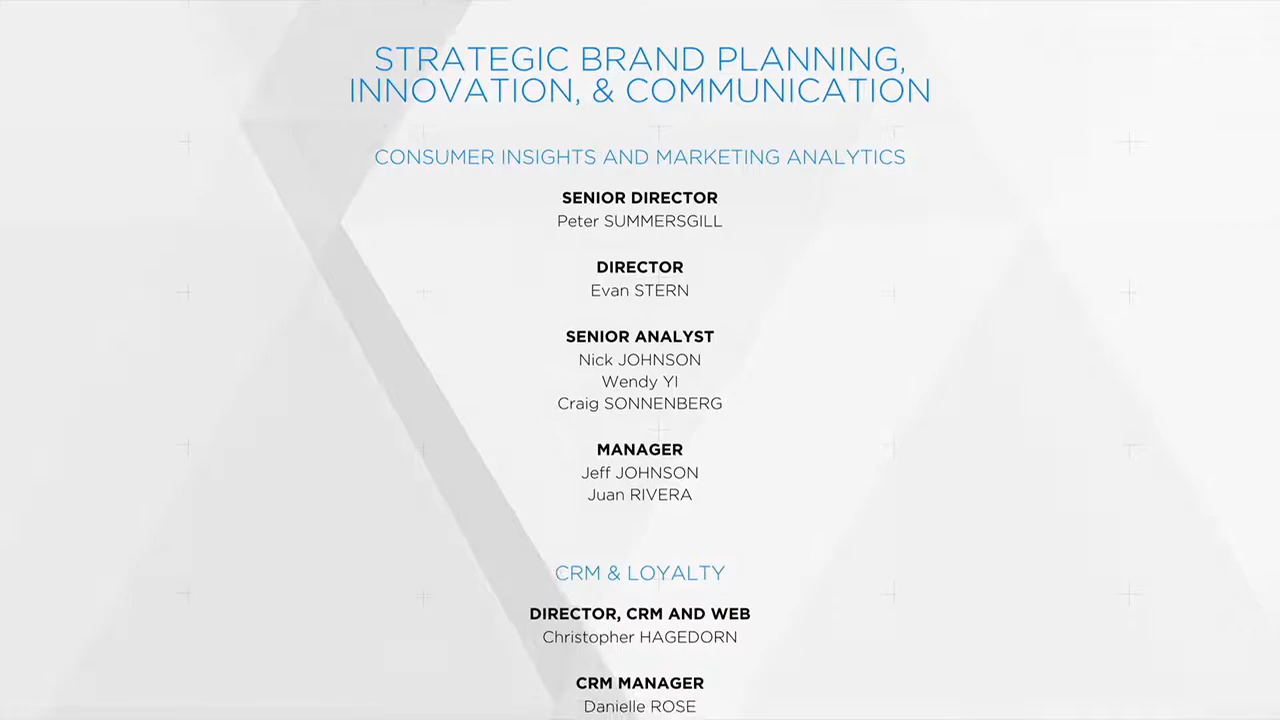 STRATEGIC BRAND PLANNING,
INNOVATION, & COMMUNICATION
CONSUMER INSIGHTS AND MARKETING ANALYTICS
SENIOR DIRECTOR
Peter SUMMERSGILL
DIRECTOR
Evan STERN
SENIOR ANALYST
Nick JOHNSON
Wendy YI
Craig SONNENBERG
MANAGER
Jeff JOHNSON
Juan RIVERA
CRM & LOYALTY
DIRECTOR, CRM AND WEB
Christopher HAGEDORN
CRM MANAGER
Danielle ROSE